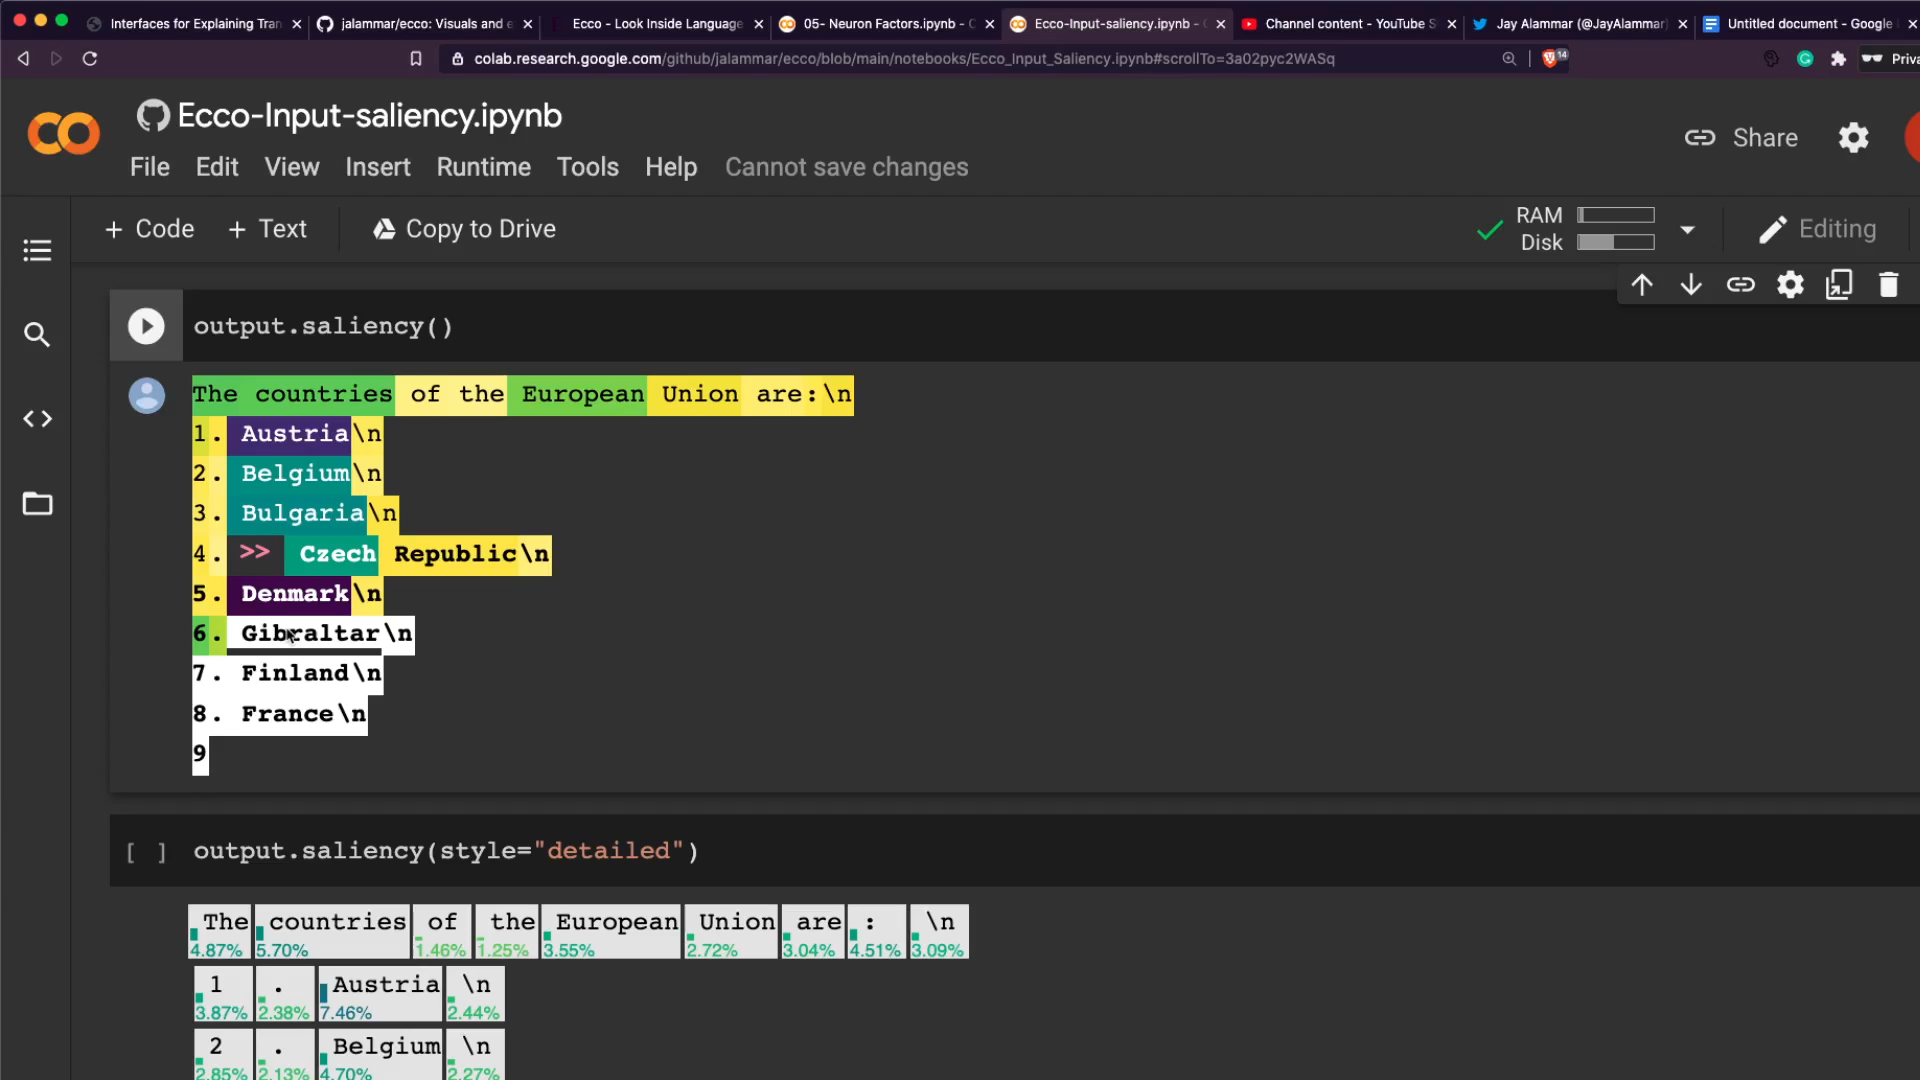 Interfaces for Explaining Tran
jalammar/ecco: Visuals and e
Ecco - Look Inside Language
05- Neuron Factors.ipynb - C
Ecco-Input-saliency.ipynb - C
Channel content - YouTube S
Jay Alammar (@JayAlammar)
Untitled document - Google
colab.research.google.com/github/jalammar/ecco/blob/main/notebooks/Ecco_Input_Saliency.ipynb#scrollTo=3a02pyc2WASq
14
Priva
Ecco-Input-saliency.ipynb
Share
File Edit View Insert Runtime Tools Help Cannot save changes
+ Code + Text Copy to Drive
RAM
Disk
Editing
output.saliency()
The countries of the European Union are:\n
1. Austria\n
2. Belgium\n
3. Bulgaria\n
4. >> Czech Republic\n
5. Denmark\n
6. Gibraltar\n
7. Finland\n
8. France\n
9
[ ] output.saliency(style="detailed")
The countries of the European Union are : \n
4.87% 5.70% 1.46% 1.25% 3.55% 2.72% 3.04% 4.51% 3.09%
1 . Austria \n
3.87% 2.38% 7.46% 2.44%
2 . Belgium \n
2.85% 2.13% 4.70% 2.27%